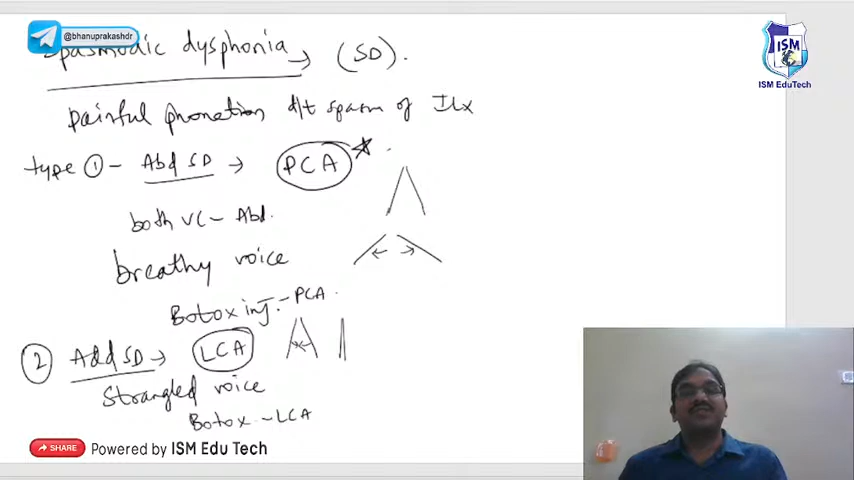 @bhanuprakashdr
ISM
ISM EduTech
Spasmodic dysphonia → (SD).
Painful phonation d/t spasm of ILx
type ① - Abd SD → PCA *
both VC - Abd.
breathy voice
Botox inj. - PCA.
② Add SD → LCA
Strangled voice
Botox - LCA
SHARE Powered by ISM Edu Tech